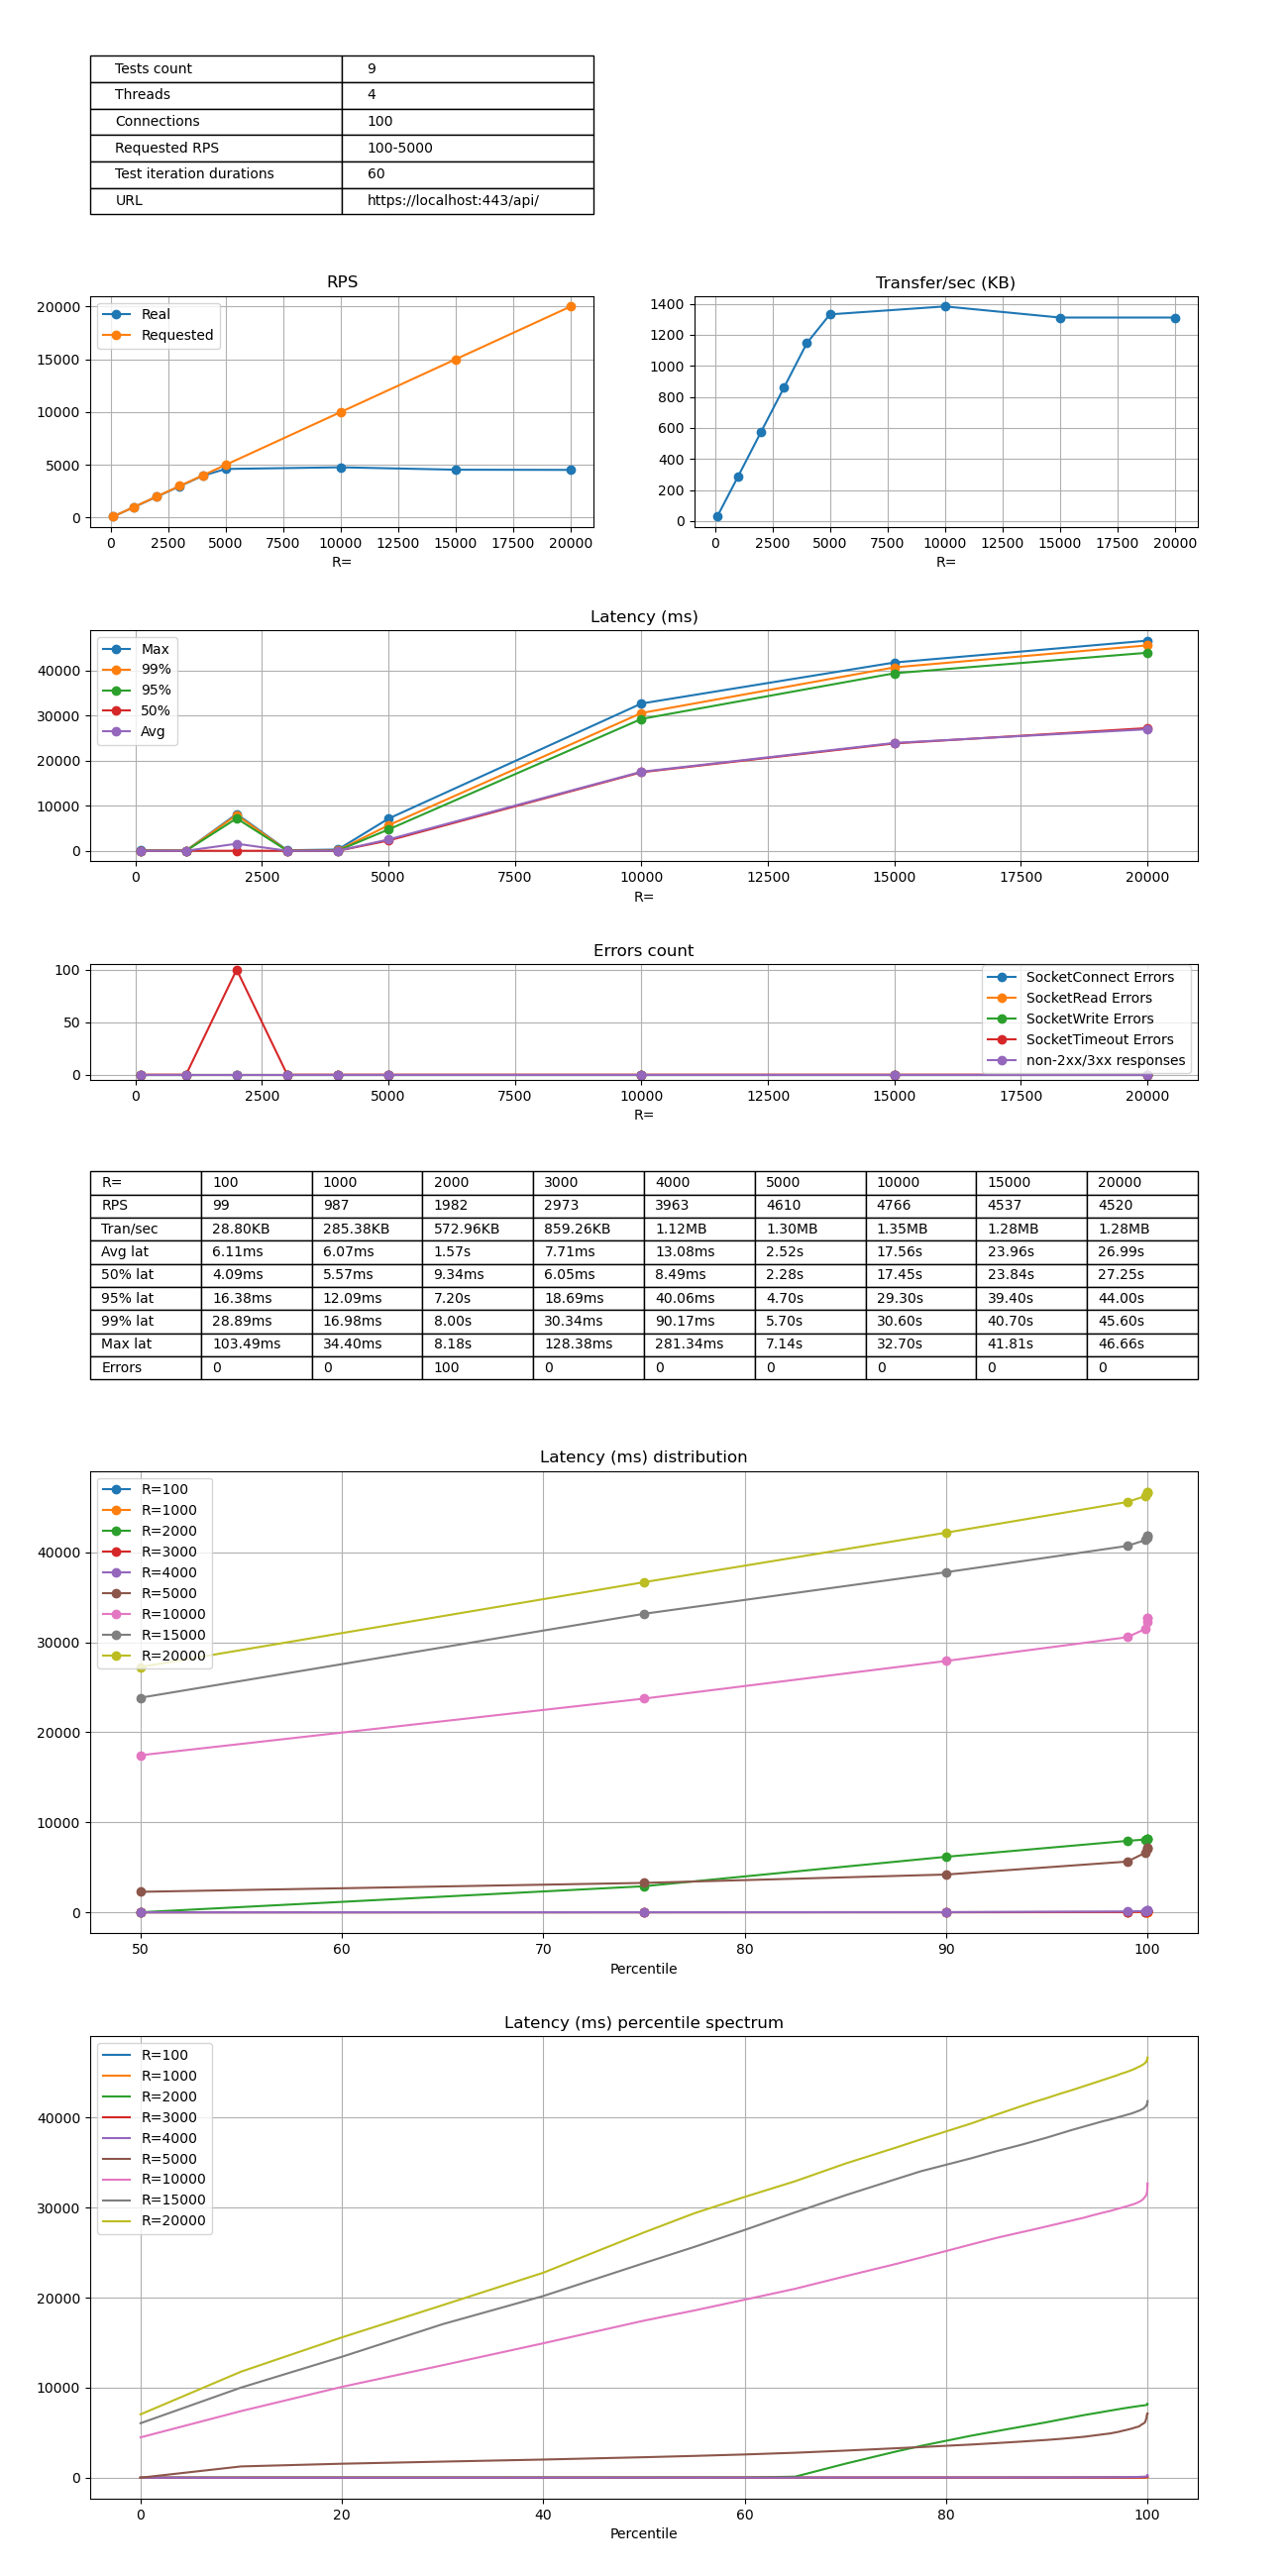 Tests count 9
Threads 4
Connections 100
Requested RPS 100-5000
Test iteration durations 60
URL https://localhost:443/api/
RPS
Real
Requested
20000
15000
10000
5000
0
0 2500 5000 7500 10000 12500 15000 17500 20000
R=
Transfer/sec (KB)
1400
1200
1000
800
600
400
200
0
0 2500 5000 7500 10000 12500 15000 17500 20000
R=
Latency (ms)
Max
99%
95%
50%
Avg
40000
30000
20000
10000
0
0 2500 5000 7500 10000 12500 15000 17500 20000
R=
Errors count
100
50
0
SocketConnect Errors
SocketRead Errors
SocketWrite Errors
SocketTimeout Errors
non-2xx/3xx responses
0 2500 5000 7500 10000 12500 15000 17500 20000
R=
R= 100 1000 2000 3000 4000 5000 10000 15000 20000
RPS 99 987 1982 2973 3963 4610 4766 4537 4520
Tran/sec 28.80KB 285.38KB 572.96KB 859.26KB 1.12MB 1.30MB 1.35MB 1.28MB 1.28MB
Avg lat 6.11ms 6.07ms 1.57s 7.71ms 13.08ms 2.52s 17.56s 23.96s 26.99s
50% lat 4.09ms 5.57ms 9.34ms 6.05ms 8.49ms 2.28s 17.45s 23.84s 27.25s
95% lat 16.38ms 12.09ms 7.20s 18.69ms 40.06ms 4.70s 29.30s 39.40s 44.00s
99% lat 28.89ms 16.98ms 8.00s 30.34ms 90.17ms 5.70s 30.60s 40.70s 45.60s
Max lat 103.49ms 34.40ms 8.18s 128.38ms 281.34ms 7.14s 32.70s 41.81s 46.66s
Errors 0 0 100 0 0 0 0 0 0
Latency (ms) distribution
R=100
R=1000
R=2000
R=3000
R=4000
R=5000
R=10000
R=15000
R=20000
40000
30000
20000
10000
0
50 60 70 80 90 100
Percentile
Latency (ms) percentile spectrum
R=100
R=1000
R=2000
R=3000
R=4000
R=5000
R=10000
R=15000
R=20000
40000
30000
20000
10000
0
0 20 40 60 80 100
Percentile